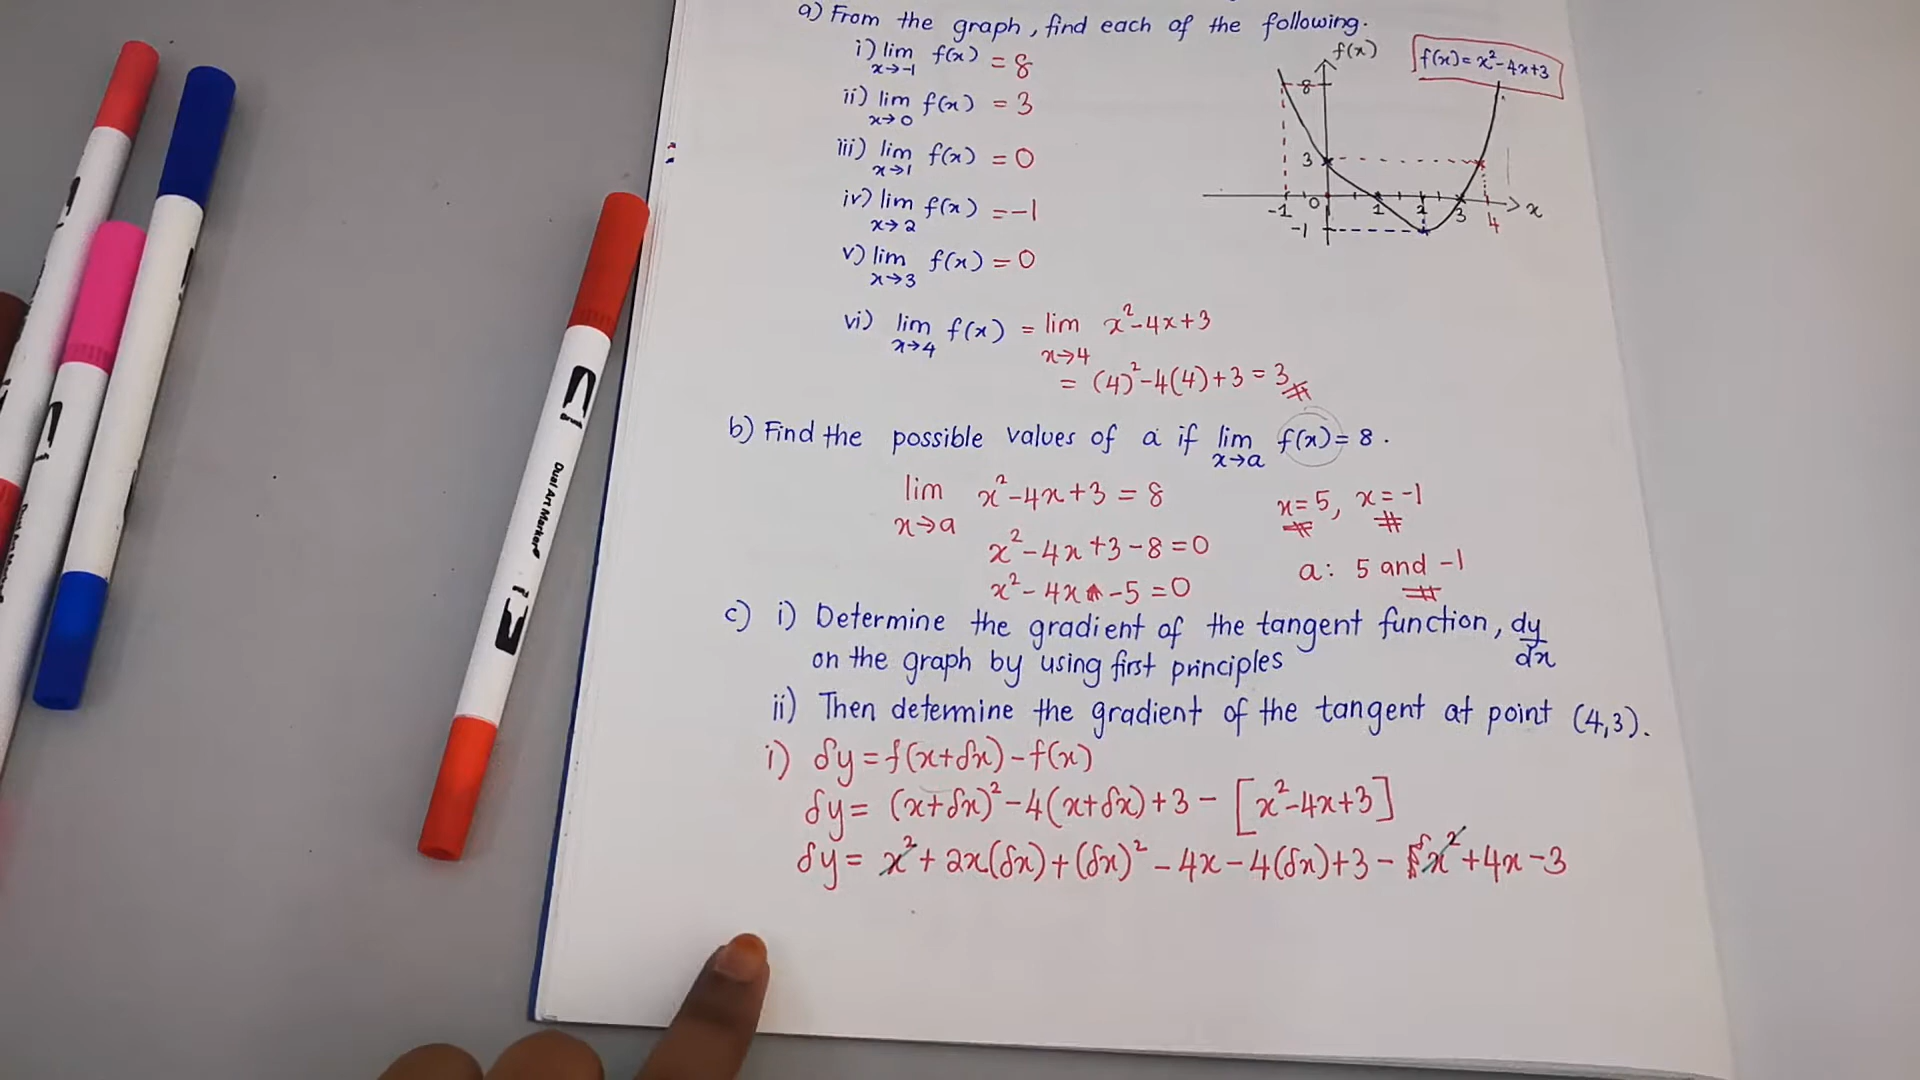 a) From the graph, find each of the following.
i) lim x→-1 f(x) = 8
ii) lim x→0 f(x) = 3
iii) lim x→1 f(x) = 0
iv) lim x→2 f(x) = -1
v) lim x→3 f(x) = 0
vi) lim x→4 f(x) = lim x→4 x²-4x+3
= (4)²-4(4)+3 = 3
f(x)
f(x) = x²-4x+3
8
3
-1 0 1 2 3 4 x
-1
b) Find the possible values of a if lim x→a f(x) = 8.
lim x→a x²-4x+3 = 8
x²-4x+3-8=0
x²-4x-5=0
x=5, x=-1
a: 5 and -1
c) i) Determine the gradient of the tangent function, dy/dx
on the graph by using first principles
ii) Then determine the gradient of the tangent at point (4,3).
i) δy = f(x+δx) - f(x)
δy = (x+δx)² - 4(x+δx) + 3 - [x²-4x+3]
δy = x² + 2x(δx) + (δx)² - 4x - 4(δx) + 3 - x² + 4x - 3
Dual Art Marker
Brush